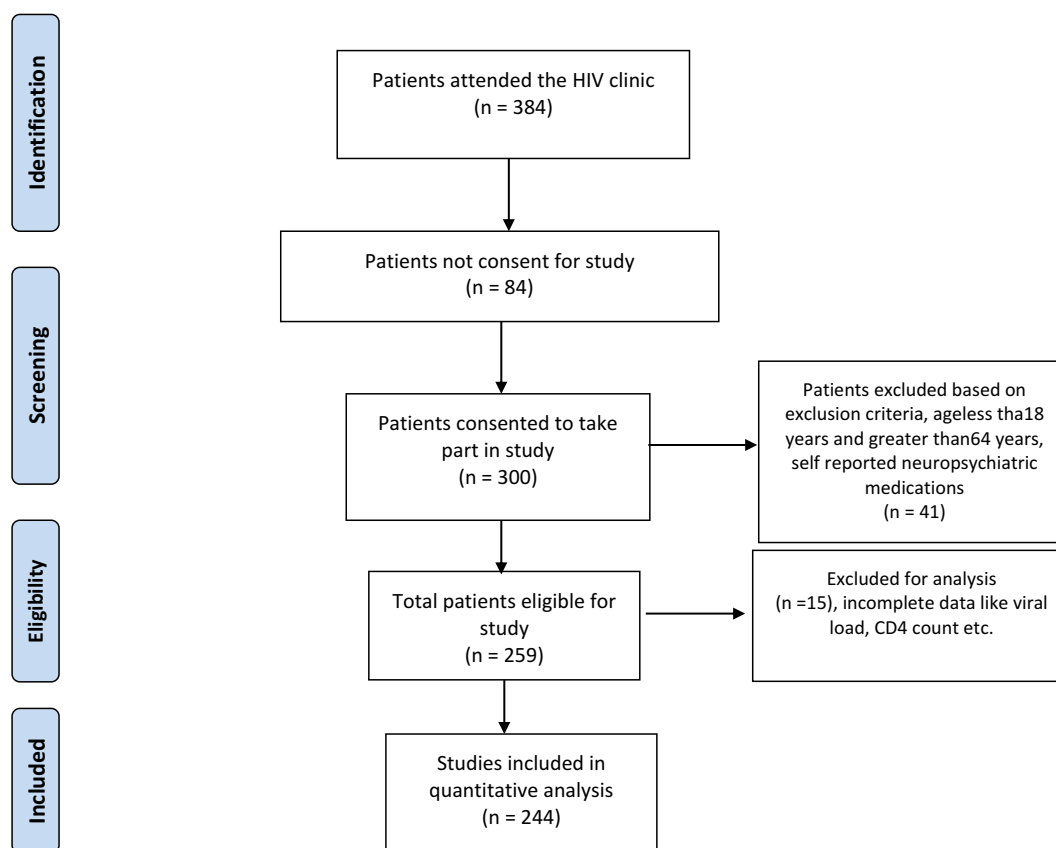 Identification
Patients attended the HIV clinic
(n = 384)
Patients not consent for study
(n = 84)
Screening
Patients consented to take
part in study
(n = 300)
Patients excluded based on
exclusion criteria, ageless tha18
years and greater than64 years,
self reported neuropsychiatric
medications
(n = 41)
Eligibility
Total patients eligible for
study
(n = 259)
Excluded for analysis
(n =15), incomplete data like viral
load, CD4 count etc.
Included
Studies included in
quantitative analysis
(n = 244)